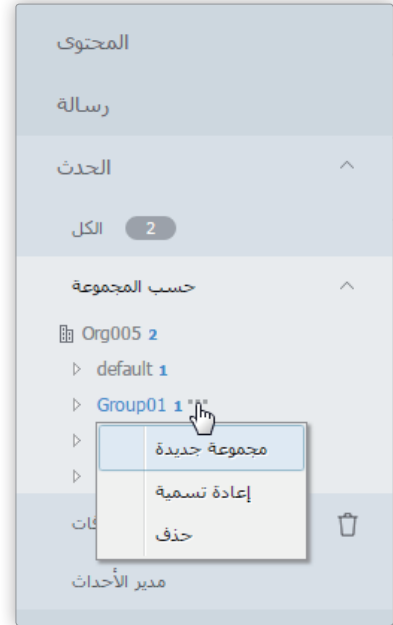 المحتوى
رسالة
الحدث
الكل 2
حسب المجموعة
Org005 2
default 1
Group01 1
مجموعة جديدة
إعادة تسمية
حذف
مدير الأحداث